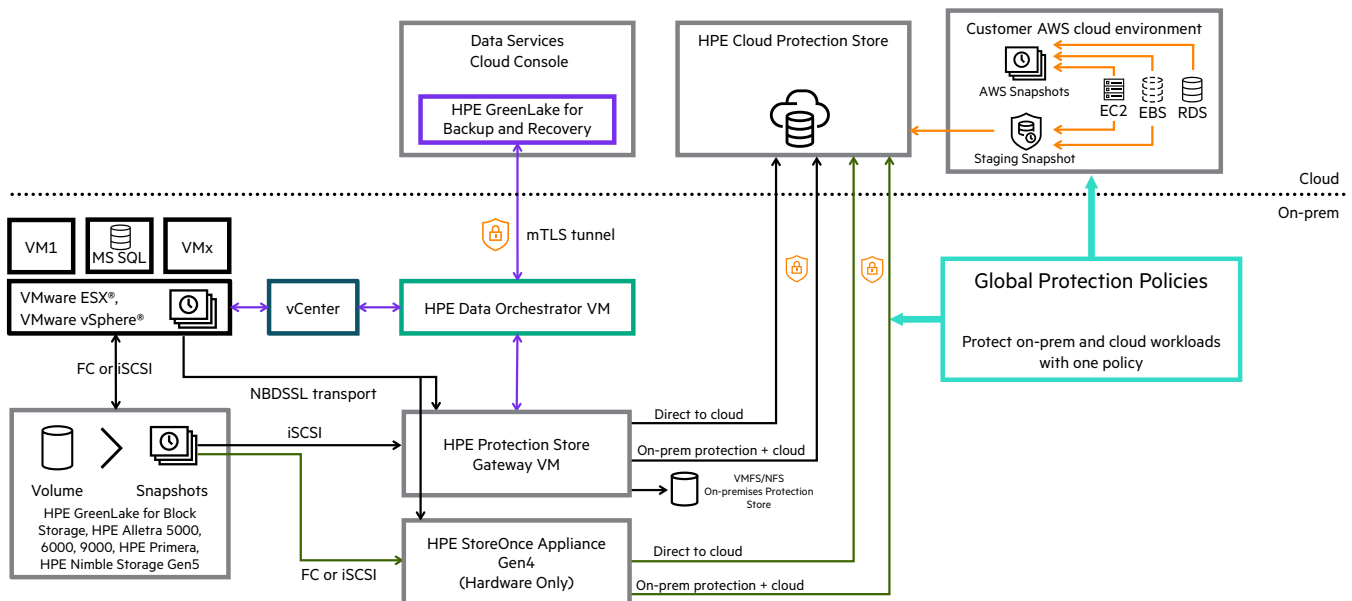 Data Services
Cloud Console
HPE GreenLake for
Backup and Recovery
HPE Cloud Protection Store
Customer AWS cloud environment
AWS Snapshots
EC2
EBS
RDS
Staging Snapshot
Cloud
On-prem
VM1
MS SQL
VMx
mTLS tunnel
VMware ESX®,
VMware vSphere®
vCenter
HPE Data Orchestrator VM
Global Protection Policies
Protect on-prem and cloud workloads
with one policy
FC or iSCSI
NBDSSL transport
iSCSI
Volume
Snapshots
HPE GreenLake for Block
Storage, HPE Alletra 5000,
6000, 9000, HPE Primera,
HPE Nimble Storage Gen5
HPE Protection Store
Gateway VM
Direct to cloud
On-prem protection + cloud
VMFS/NFS
On-premises Protection
Store
FC or iSCSI
HPE StoreOnce Appliance
Gen4
(Hardware Only)
Direct to cloud
On-prem protection + cloud